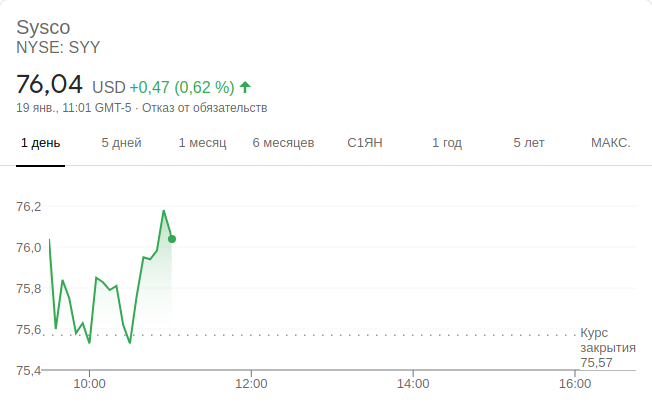 Sysco
NYSE: SYY
76,04 USD +0,47 (0,62 %)
19 янв., 11:01 GMT-5 · Отказ от обязательств
1 день 5 дней 1 месяц 6 месяцев С1ЯН 1 год 5 лет МАКС.
76,2
76,0
75,8
75,6
Курс
закрытия
75,57
75,4
10:00 12:00 14:00 16:00